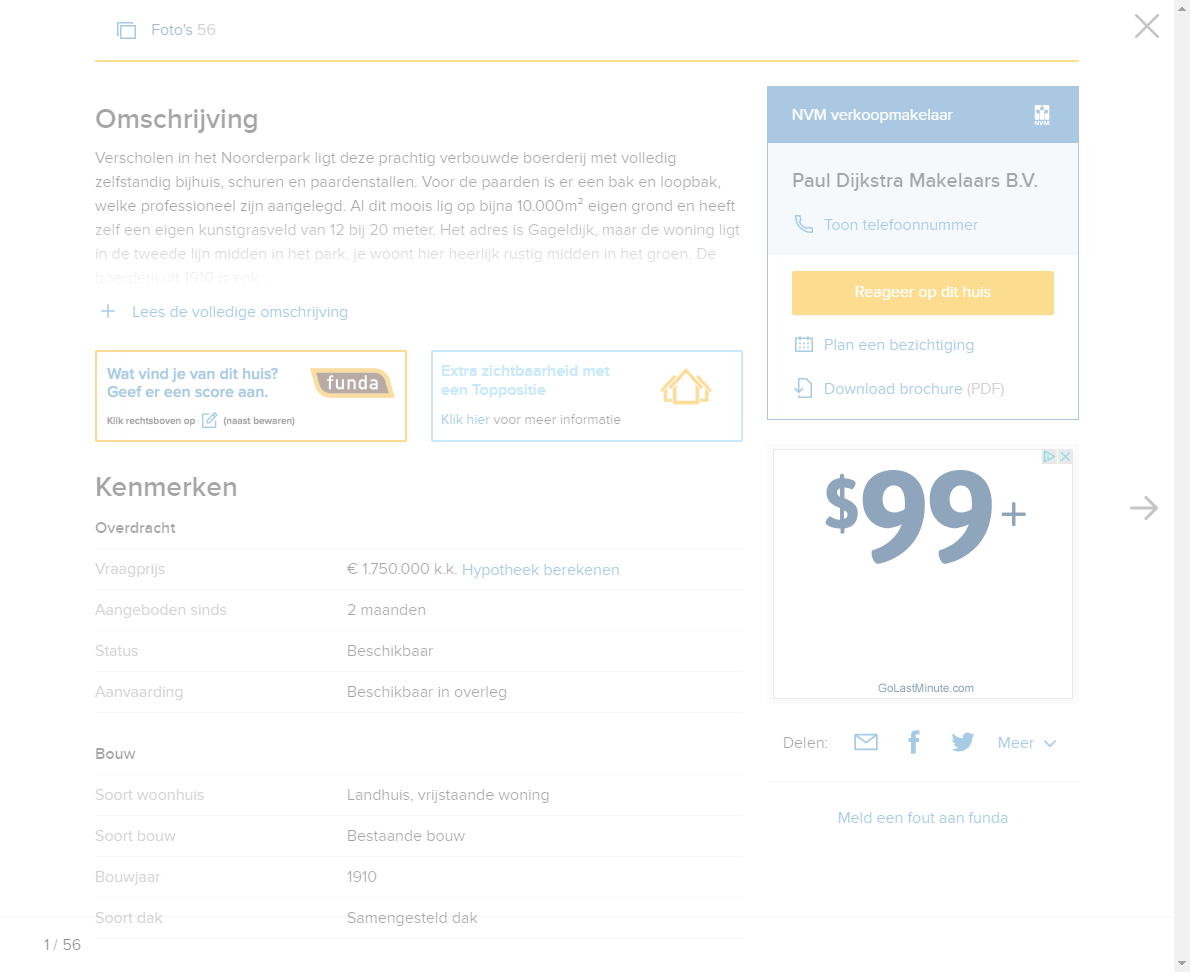 Foto's 56
Omschrijving
Verscholen in het Noorderpark ligt deze prachtig verbouwde boerderij met volledig
zelfstandig bijhuis, schuren en paardenstallen. Voor de paarden is er een bak en loopbak,
welke professioneel zijn aangelegd. Al dit moois lig op bijna 10.000m² eigen grond en heeft
zelf een eigen kunstgrasveld van 12 bij 20 meter. Het adres is Gageldijk, maar de woning ligt
in de tweede lijn midden in het park, je woont hier heerlijk rustig midden in het groen. De
boerderij uit 1910 is enk...
Lees de volledige omschrijving
Wat vind je van dit huis?
Geef er een score aan.
funda
Klik rechtsboven op (naast bewaren)
Extra zichtbaarheid met
een Toppositie
Klik hier voor meer informatie
Kenmerken
Overdracht
Vraagprijs € 1.750.000 k.k. Hypotheek berekenen
Aangeboden sinds 2 maanden
Status Beschikbaar
Aanvaarding Beschikbaar in overleg
Bouw
Soort woonhuis Landhuis, vrijstaande woning
Soort bouw Bestaande bouw
Bouwjaar 1910
Soort dak Samengesteld dak
1 / 56
NVM verkoopmakelaar
NVM
Paul Dijkstra Makelaars B.V.
Toon telefoonnummer
Reageer op dit huis
Plan een bezichtiging
Download brochure (PDF)
$99+
GoLastMinute.com
Delen: Meer
Meld een fout aan funda